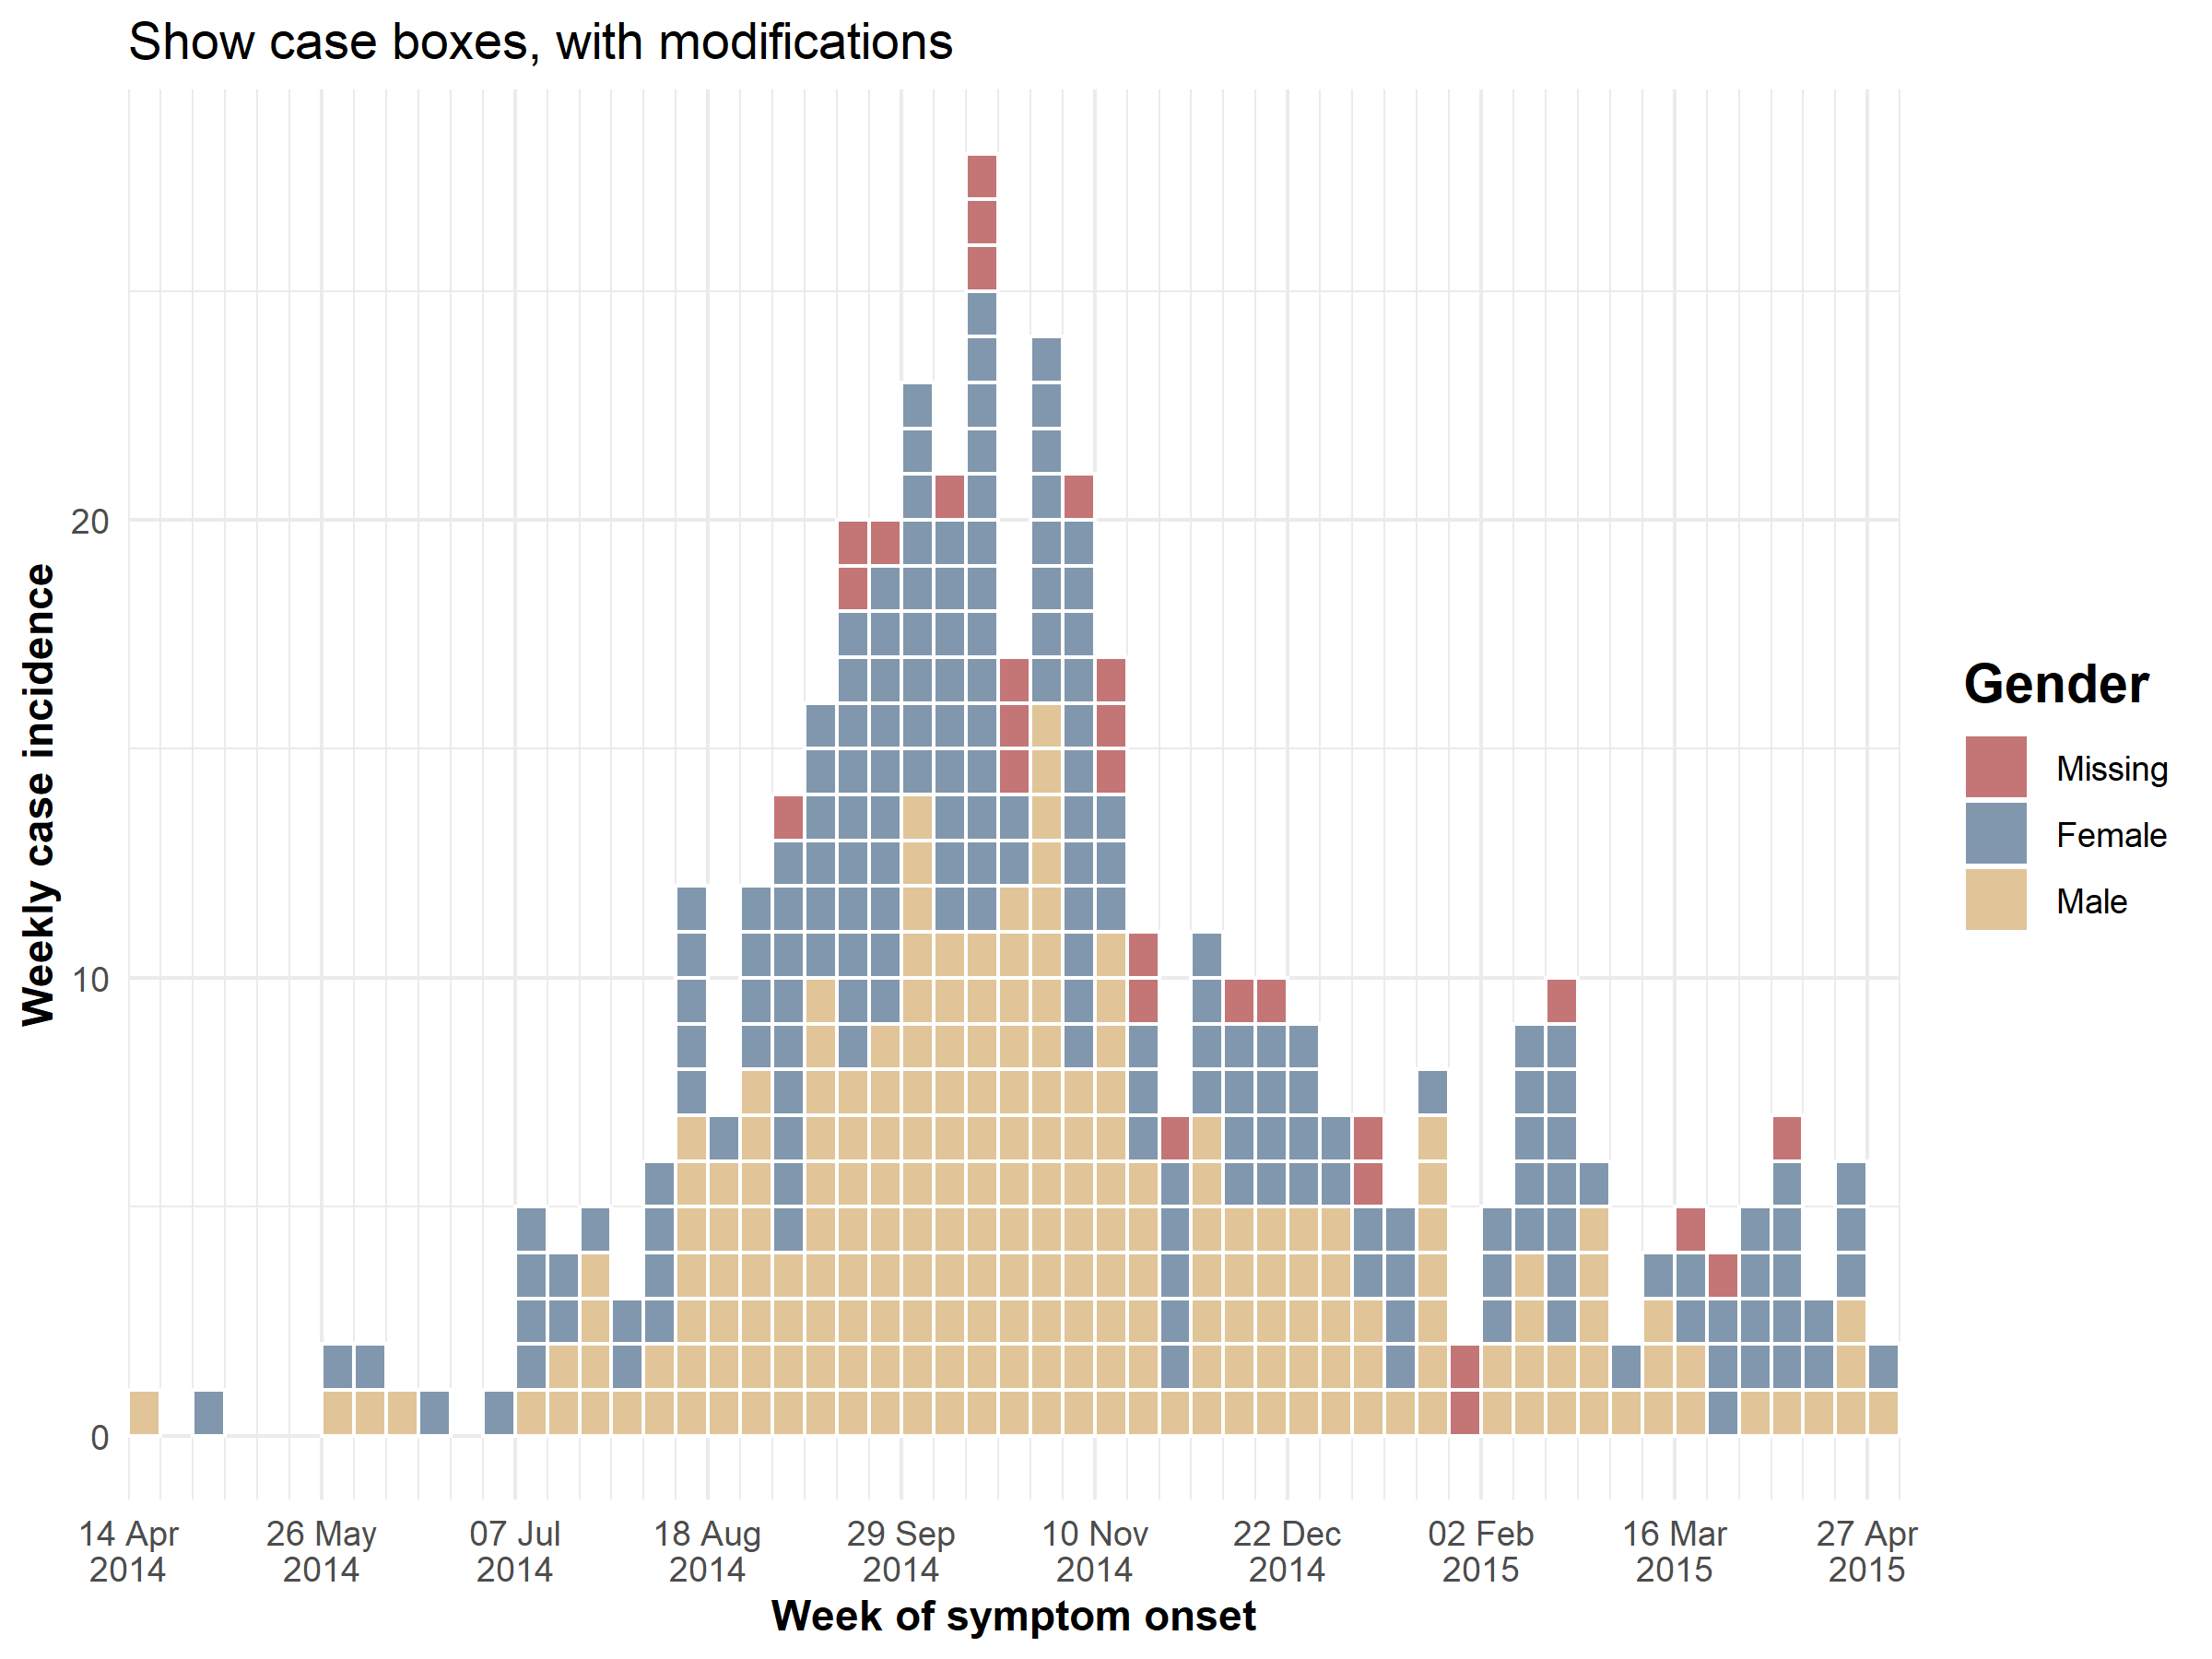 Show case boxes, with modifications
Weekly case incidence
20
10
0
14 Apr 26 May 07 Jul 18 Aug 29 Sep 10 Nov 22 Dec 02 Feb 16 Mar 27 Apr
2014 2014 2014 2014 2014 2014 2014 2015 2015 2015
Week of symptom onset
Gender
Missing
Female
Male